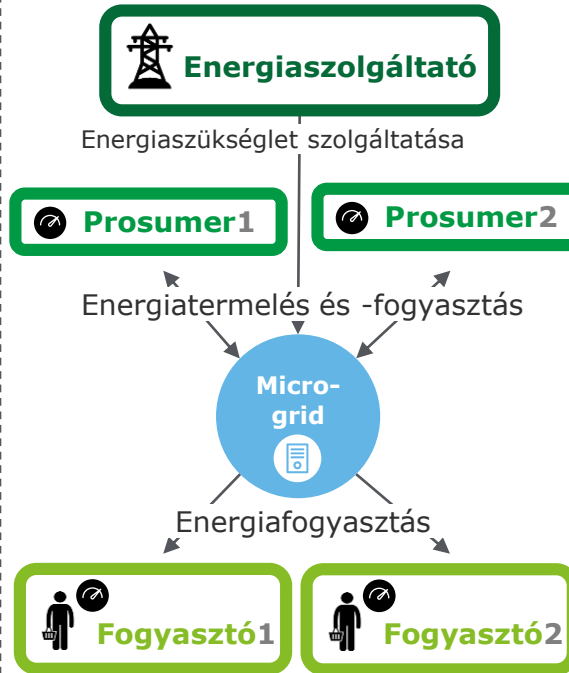 Energiaszolgáltató
Energiaszükséglet szolgáltatása
Prosumer1
Prosumer2
Energiatermelés és -fogyasztás
Micro-
grid
Energiafogyasztás
Fogyasztó1
Fogyasztó2